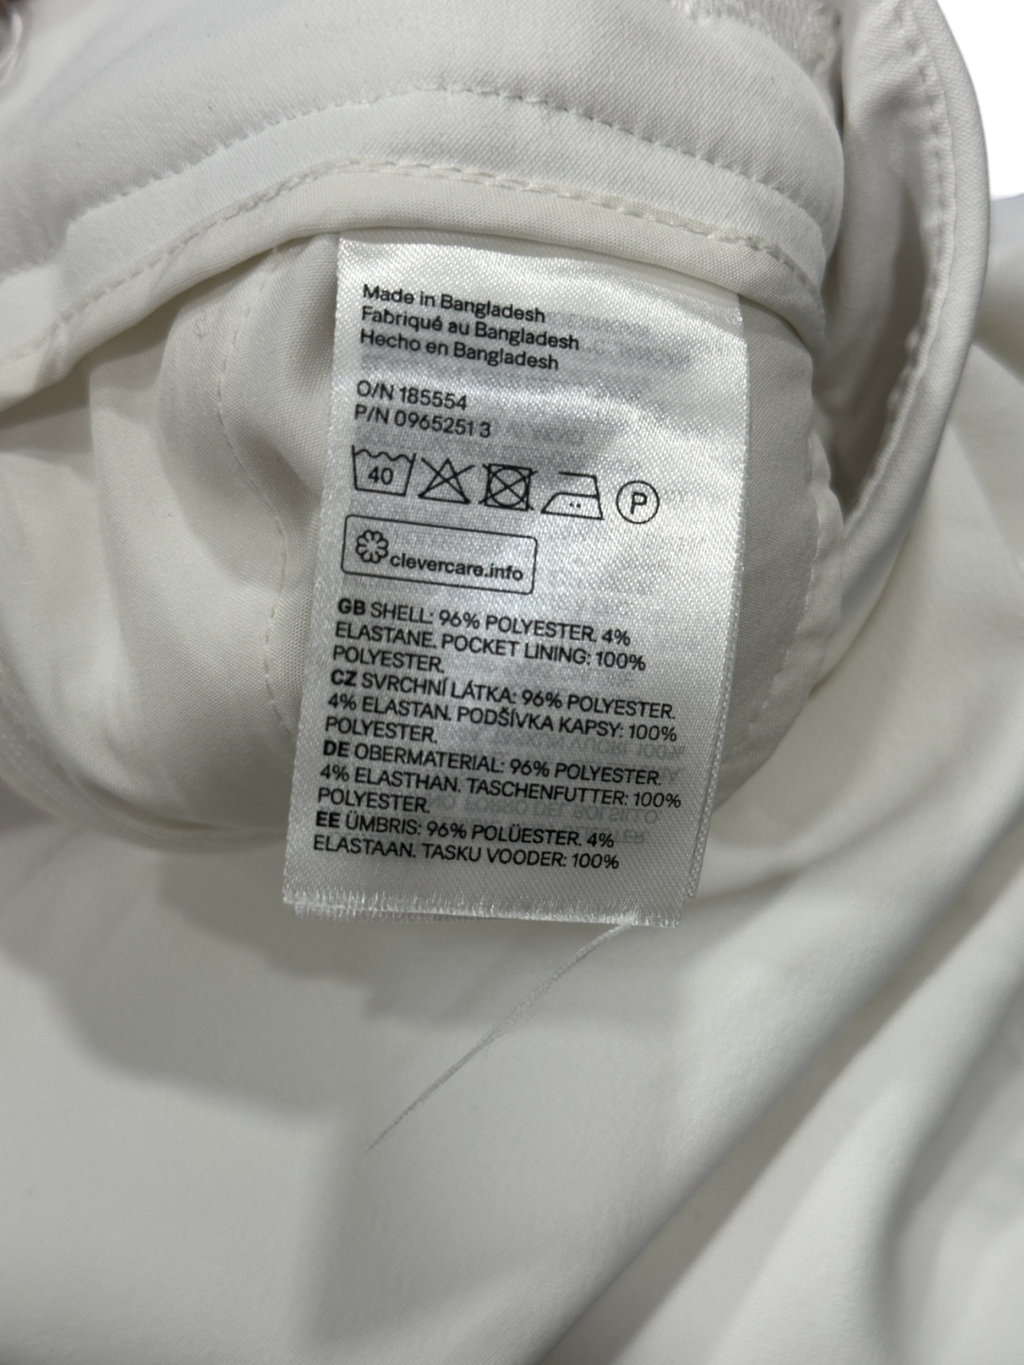 Made in Bangladesh
Fabriqué au Bangladesh
Hecho en Bangladesh
O/N 185554
P/N 0965251 3
40
P
clevercare.info
GB SHELL: 96% POLYESTER. 4%
ELASTANE. POCKET LINING: 100%
POLYESTER.
CZ SVRCHNÍ LÁTKA: 96% POLYESTER.
4% ELASTAN. PODŠÍVKA KAPSY: 100%
POLYESTER.
DE OBERMATERIAL: 96% POLYESTER.
4% ELASTHAN. TASCHENFUTTER: 100%
POLYESTER.
EE ÜMBRIS: 96% POLÜESTER. 4%
ELASTAAN. TASKU VOODER: 100%